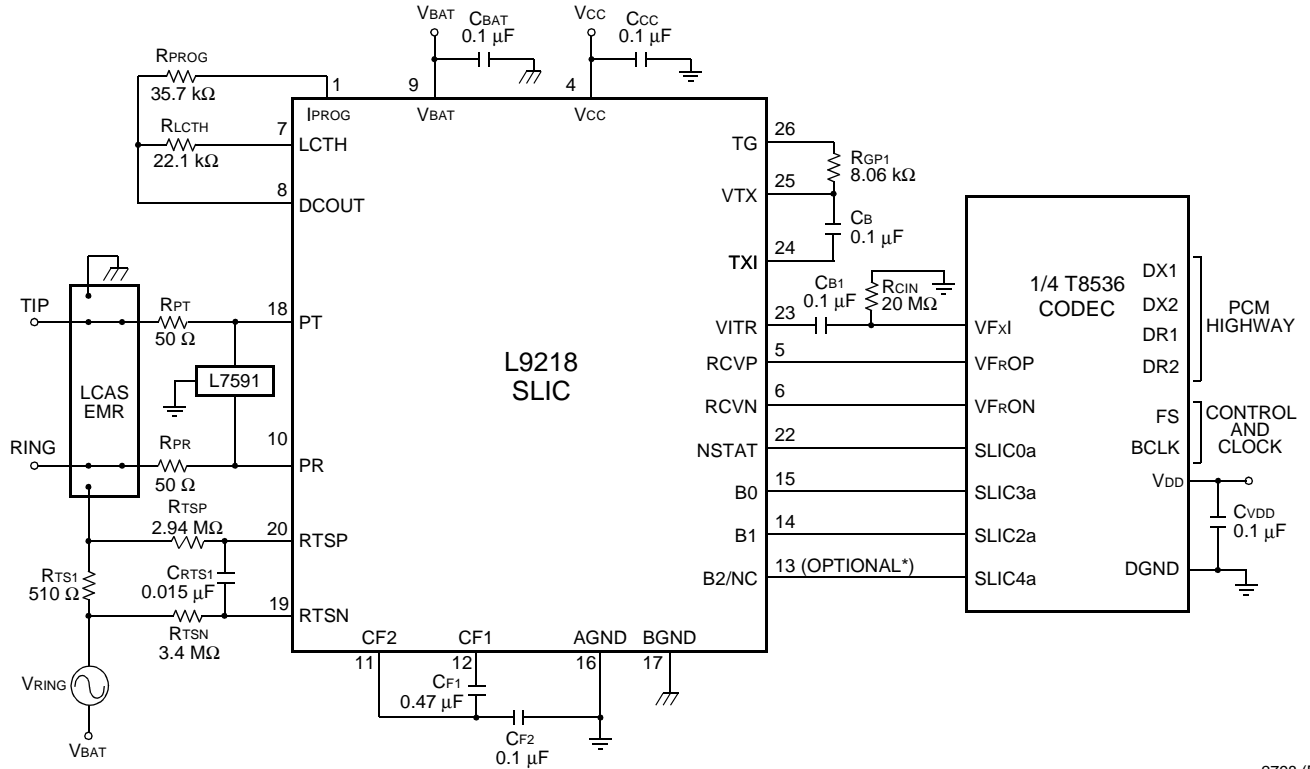 VBAT
CBAT
0.1 µF
VCC
CCC
0.1 µF
RPROG
35.7 kΩ
1
9
4
IPROG
VBAT
VCC
RLCTH
22.1 kΩ
7
LCTH
8
DCOUT
TG
26
RGP1
8.06 kΩ
VTX
25
CB
0.1 µF
TXI
24
CB1
0.1 µF
RCIN
20 MΩ
VITR
23
VFXI
RCVP
5
VFROP
RCVN
6
VFRON
NSTAT
22
SLIC0a
B0
15
SLIC3a
B1
14
SLIC2a
B2/NC
13 (OPTIONAL*)
SLIC4a
1/4 T8536
CODEC
DX1
DX2
DR1
DR2
PCM
HIGHWAY
FS
BCLK
CONTROL
AND
CLOCK
VDD
CVDD
0.1 µF
DGND
L9218
SLIC
TIP
RPT
50 Ω
18
PT
L7591
LCAS
EMR
RING
RPR
50 Ω
10
PR
RTSP
2.94 MΩ
20
RTSP
RTS1
510 Ω
CRTS1
0.015 µF
19
RTSN
RTSN
3.4 MΩ
VRING
VBAT
CF2
CF1
AGND
BGND
11
12
16
17
CF1
0.47 µF
CF2
0.1 µF